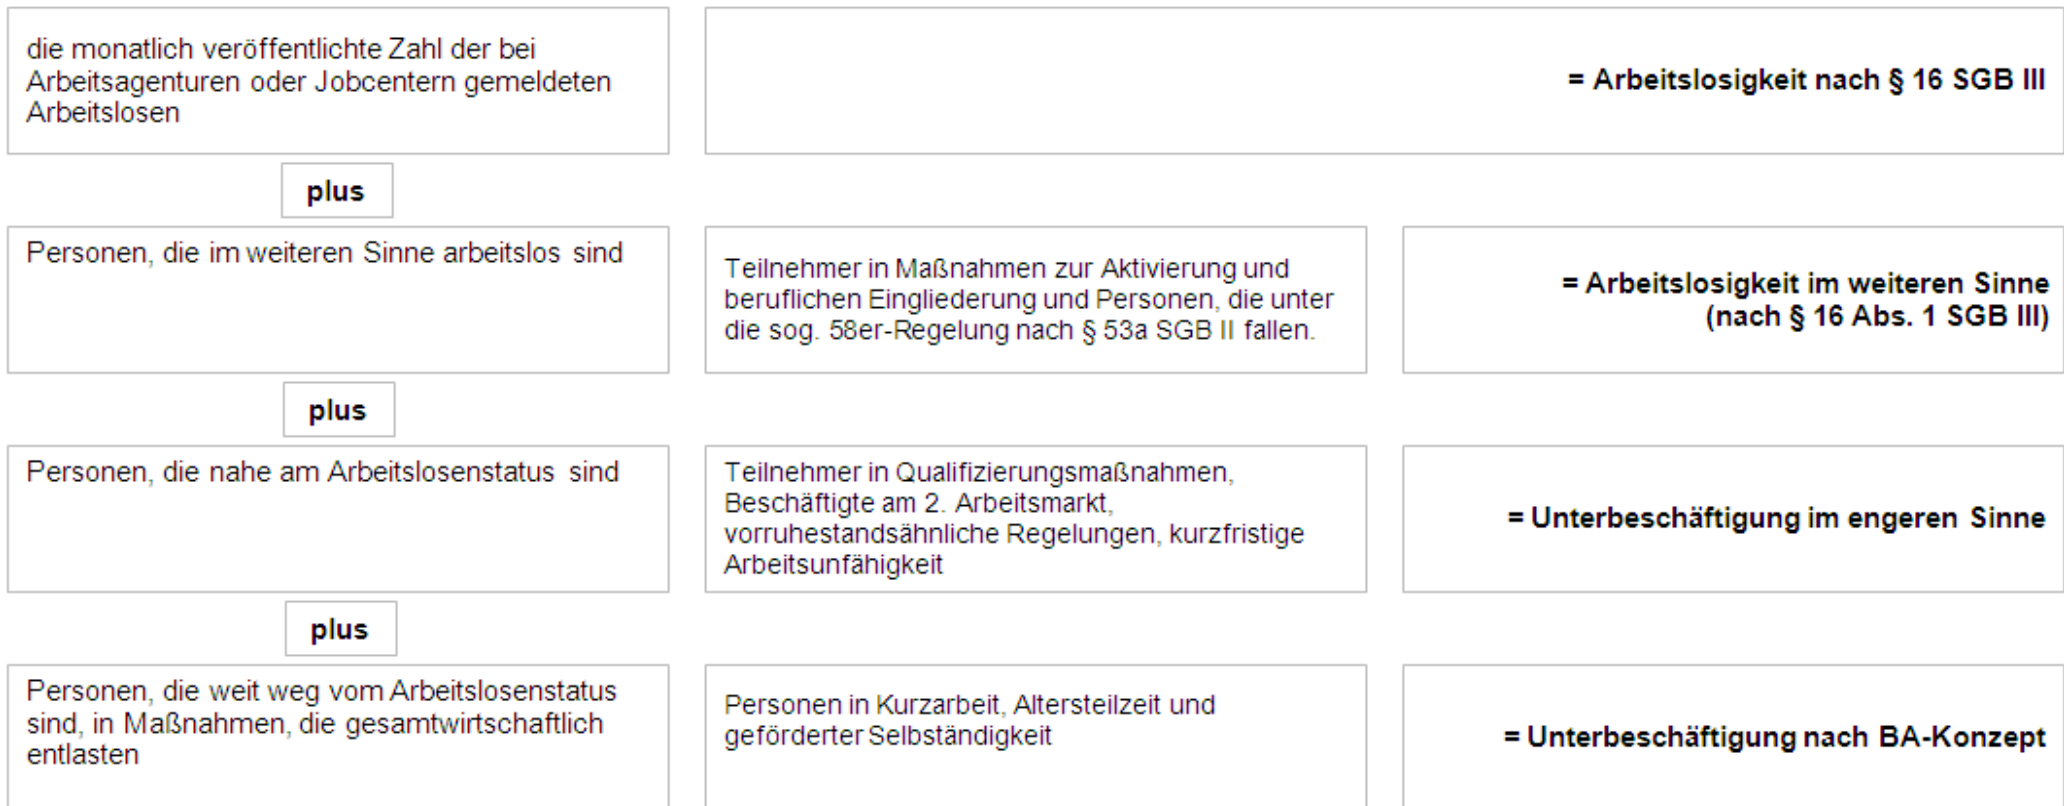 die monatlich veröffentlichte Zahl der bei
Arbeitsagenturen oder Jobcentern gemeldeten
Arbeitslosen
= Arbeitslosigkeit nach § 16 SGB III
plus
Personen, die im weiteren Sinne arbeitslos sind
Teilnehmer in Maßnahmen zur Aktivierung und
beruflichen Eingliederung und Personen, die unter
die sog. 58er-Regelung nach § 53a SGB II fallen.
= Arbeitslosigkeit im weiteren Sinne
(nach § 16 Abs. 1 SGB III)
plus
Personen, die nahe am Arbeitslosenstatus sind
Teilnehmer in Qualifizierungsmaßnahmen,
Beschäftigte am 2. Arbeitsmarkt,
vorruhestandsähnliche Regelungen, kurzfristige
Arbeitsunfähigkeit
= Unterbeschäftigung im engeren Sinne
plus
Personen, die weit weg vom Arbeitslosenstatus
sind, in Maßnahmen, die gesamtwirtschaftlich
entlasten
Personen in Kurzarbeit, Altersteilzeit und
geförderter Selbständigkeit
= Unterbeschäftigung nach BA-Konzept